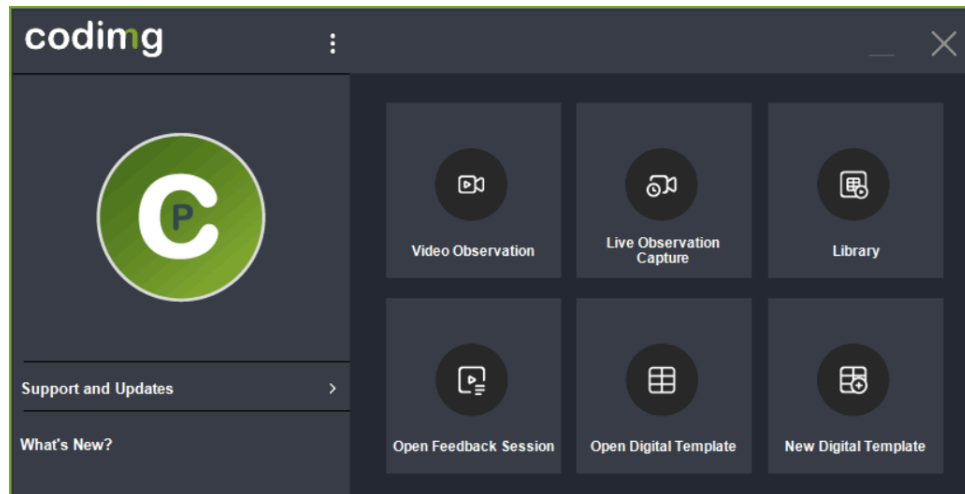 codimg
CP
Video Observation
Live Observation
Capture
Library
Support and Updates
What's New?
Open Feedback Session
Open Digital Template
New Digital Template